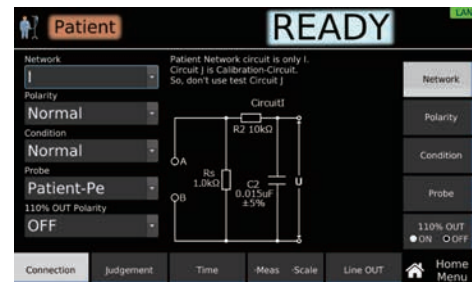 LAN
Patient
READY
Network
I
Polarity
Normal
Condition
Normal
Probe
Patient-Pe
110% OUT Polarity
OFF
Patient Network circuit is only I.
Circuit J is Calibration-Circuit.
So, don't use test Circuit J
CircuitI
R2 10kΩ
A
Rs
1.0kΩ
B
C2
0.015uF
±5%
U
Network
Polarity
Condition
Probe
110% OUT
ON OFF
Connection
Judgement
Time
-Meas -Scale
Line OUT
Home
Menu